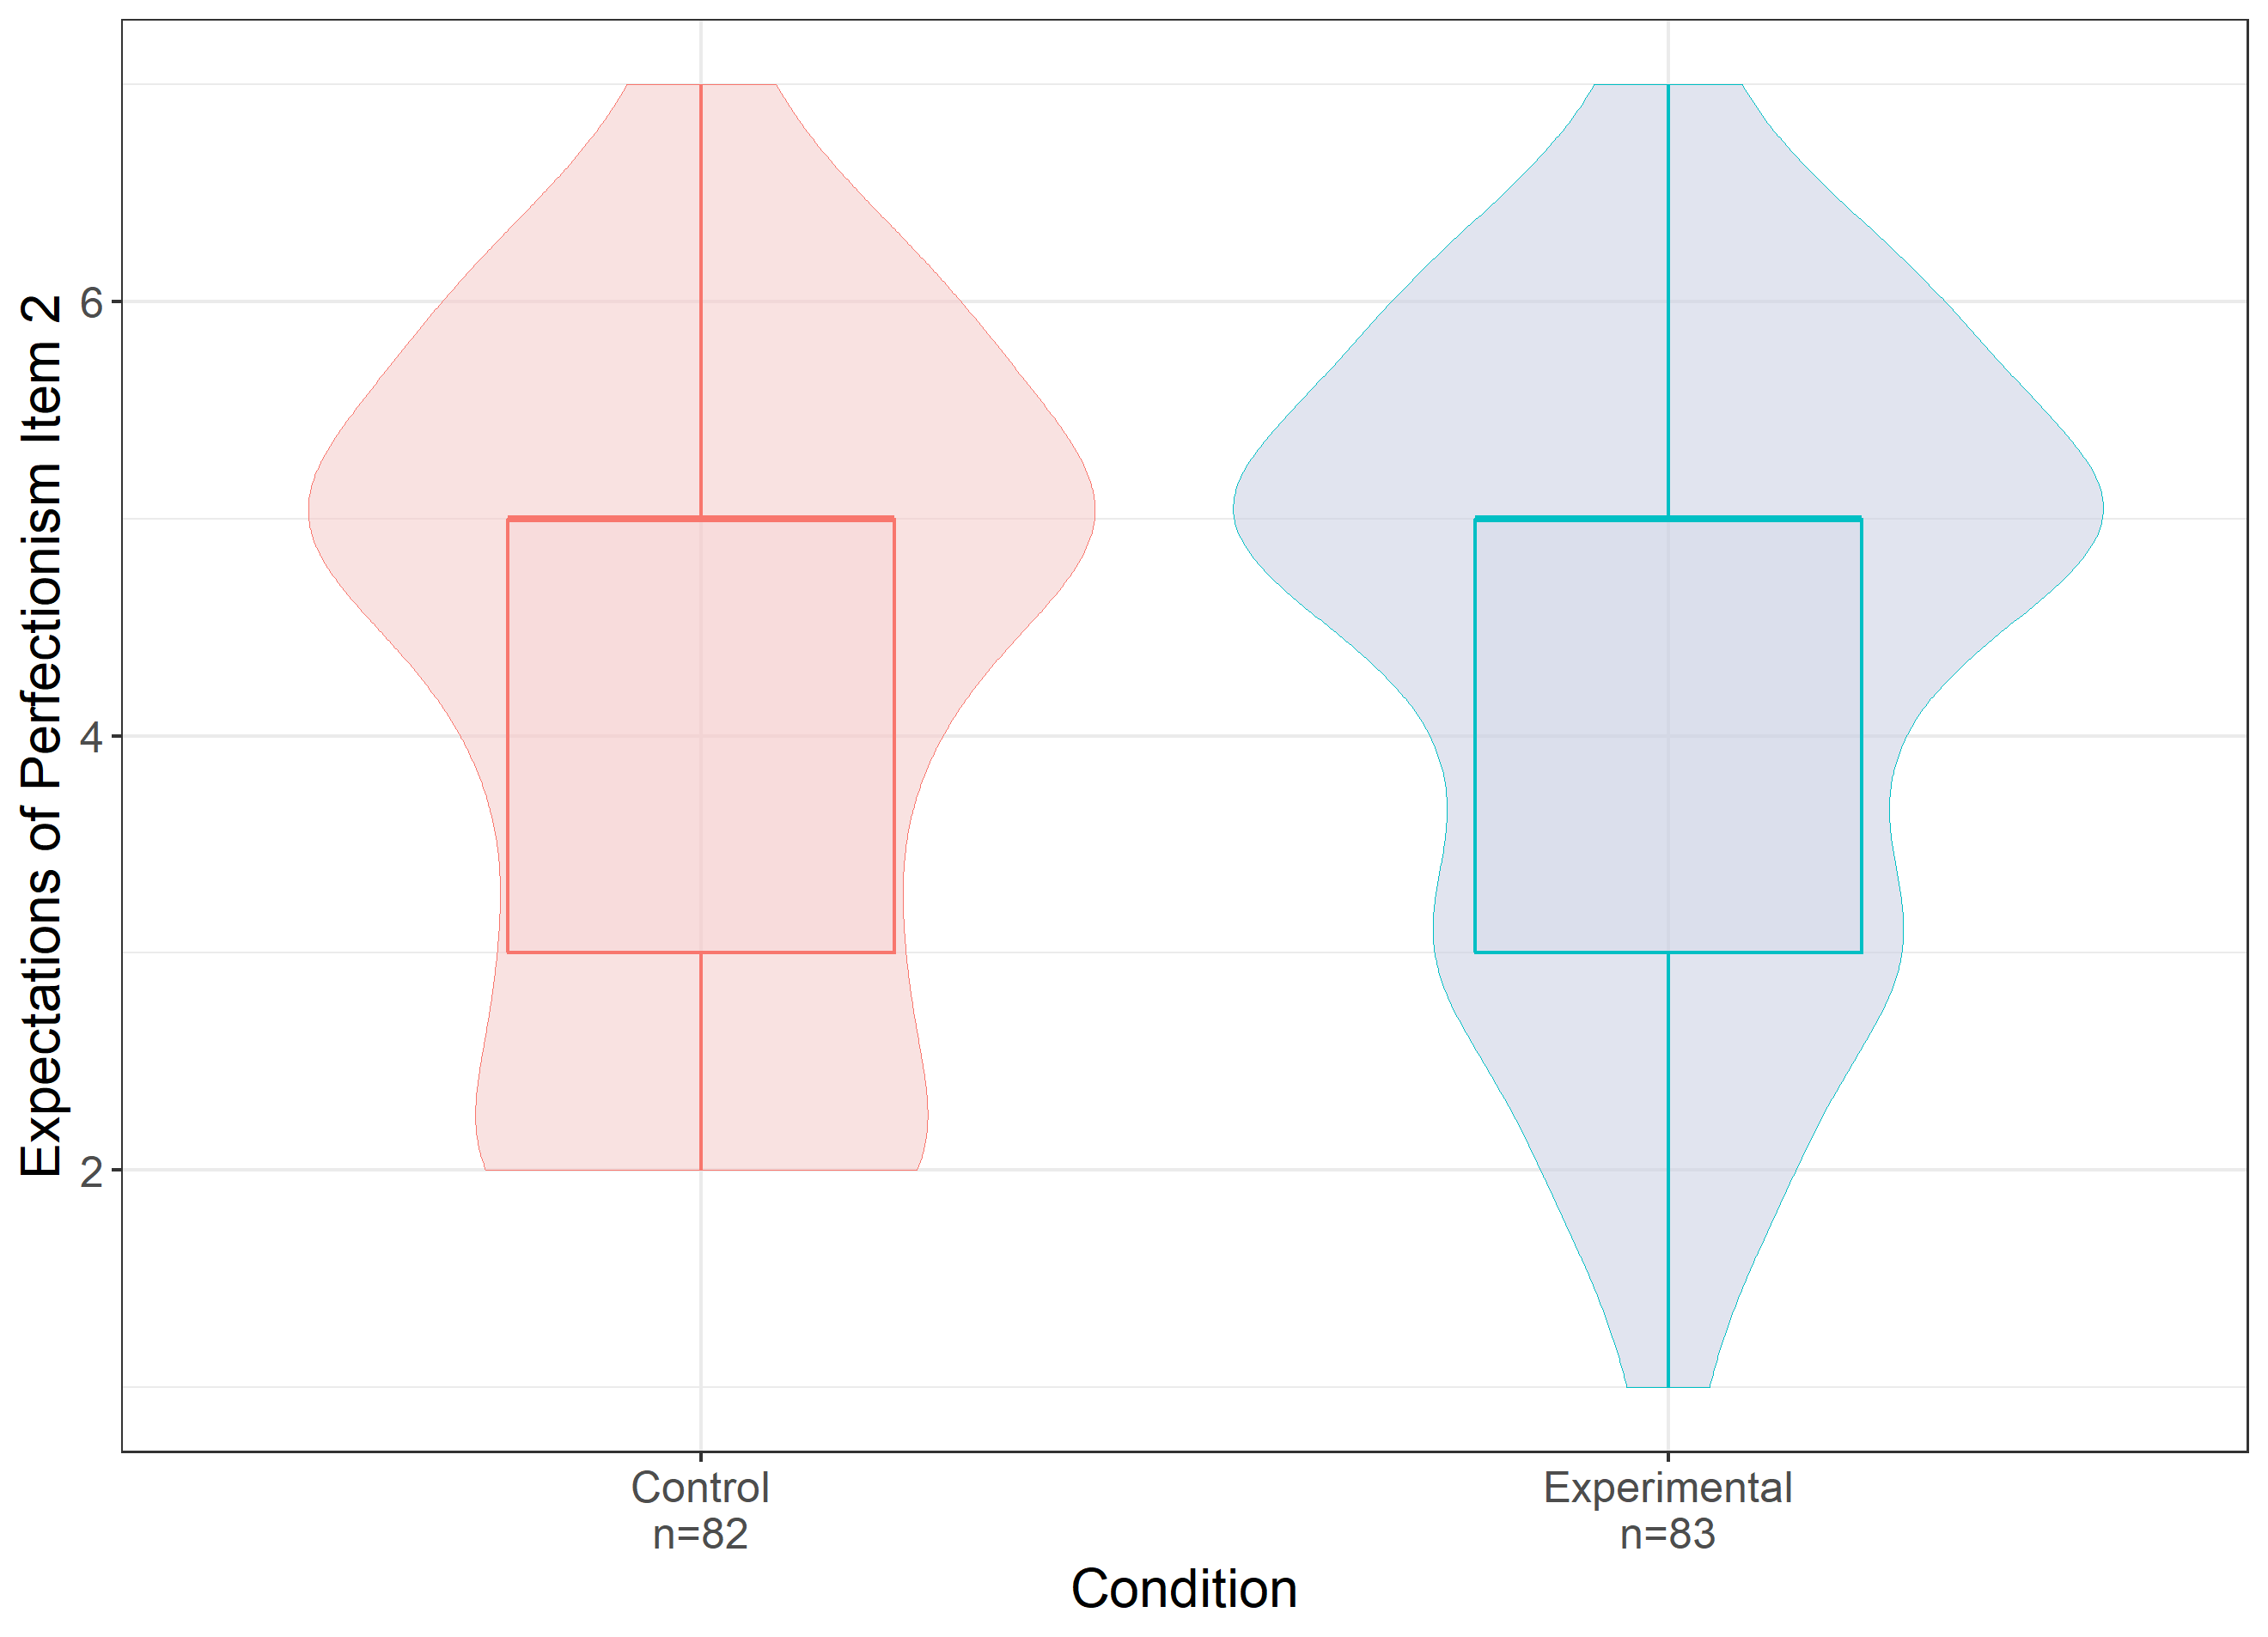 Expectations of Perfectionism Item 2
6
4
2
Control
n=82
Experimental
n=83
Condition